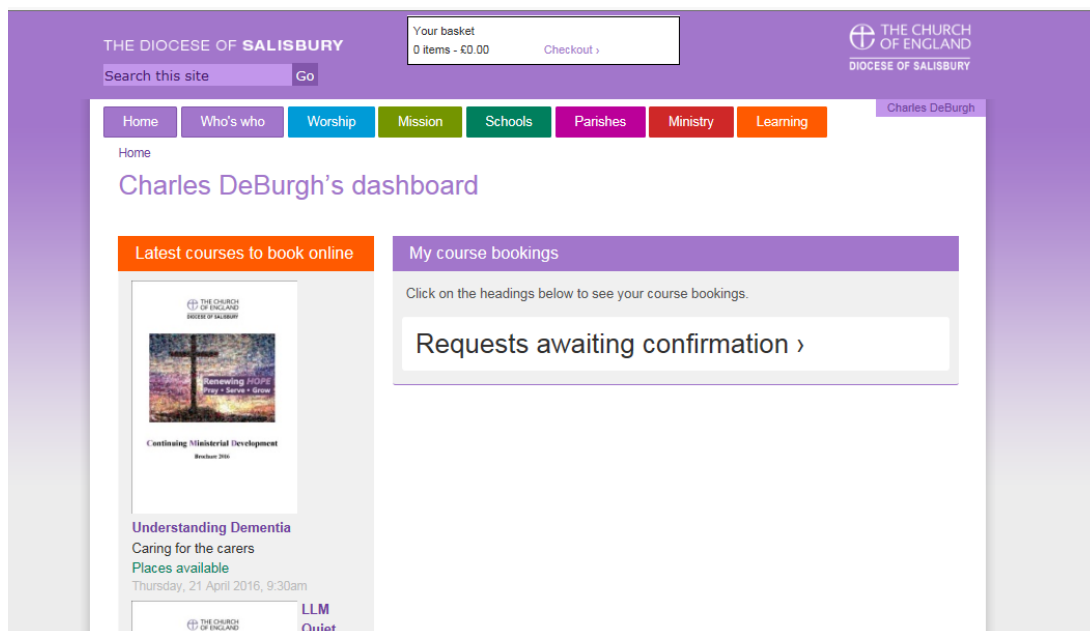 THE DIOCESE OF SALISBURY
Search this site Go
Your basket
0 items - £0.00 Checkout ›
THE CHURCH
OF ENGLAND
DIOCESE OF SALISBURY
Charles DeBurgh
Home Who's who Worship Mission Schools Parishes Ministry Learning
Home
Charles DeBurgh's dashboard
Latest courses to book online
THE CHURCH
OF ENGLAND
DIOCESE OF SALISBURY
Renewing HOPE
Pray • Serve • Grow
Continuing Ministerial Development
Brochure 2016
Understanding Dementia
Caring for the carers
Places available
Thursday, 21 April 2016, 9:30am
THE CHURCH
OF ENGLAND
LLM
Quiet
My course bookings
Click on the headings below to see your course bookings.
Requests awaiting confirmation ›